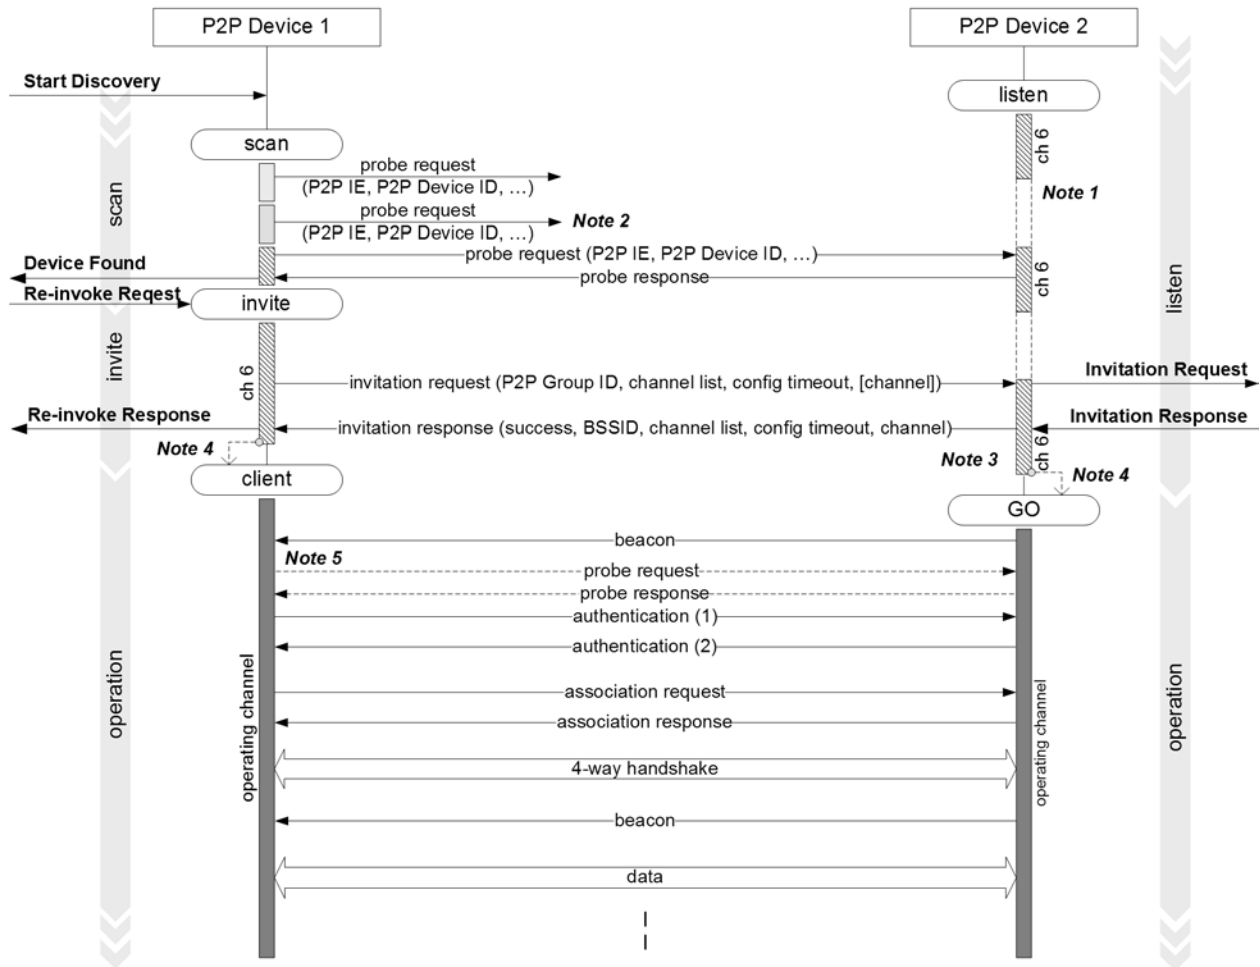 P2P Device 1
P2P Device 2
Start Discovery
listen
scan
ch 6
probe request
(P2P IE, P2P Device ID, …)
Note 1
scan
probe request
Note 2
(P2P IE, P2P Device ID, …)
probe request (P2P IE, P2P Device ID, …)
Device Found
probe response
ch 6
Re-invoke Reqest
invite
listen
invite
ch 6
invitation request (P2P Group ID, channel list, config timeout, [channel])
Invitation Request
Re-invoke Response
invitation response (success, BSSID, channel list, config timeout, channel)
Invitation Response
Note 4
Note 3
ch 6
Note 4
client
GO
beacon
Note 5
probe request
probe response
authentication (1)
authentication (2)
operation
operating channel
association request
operating channel
operation
association response
4-way handshake
beacon
data